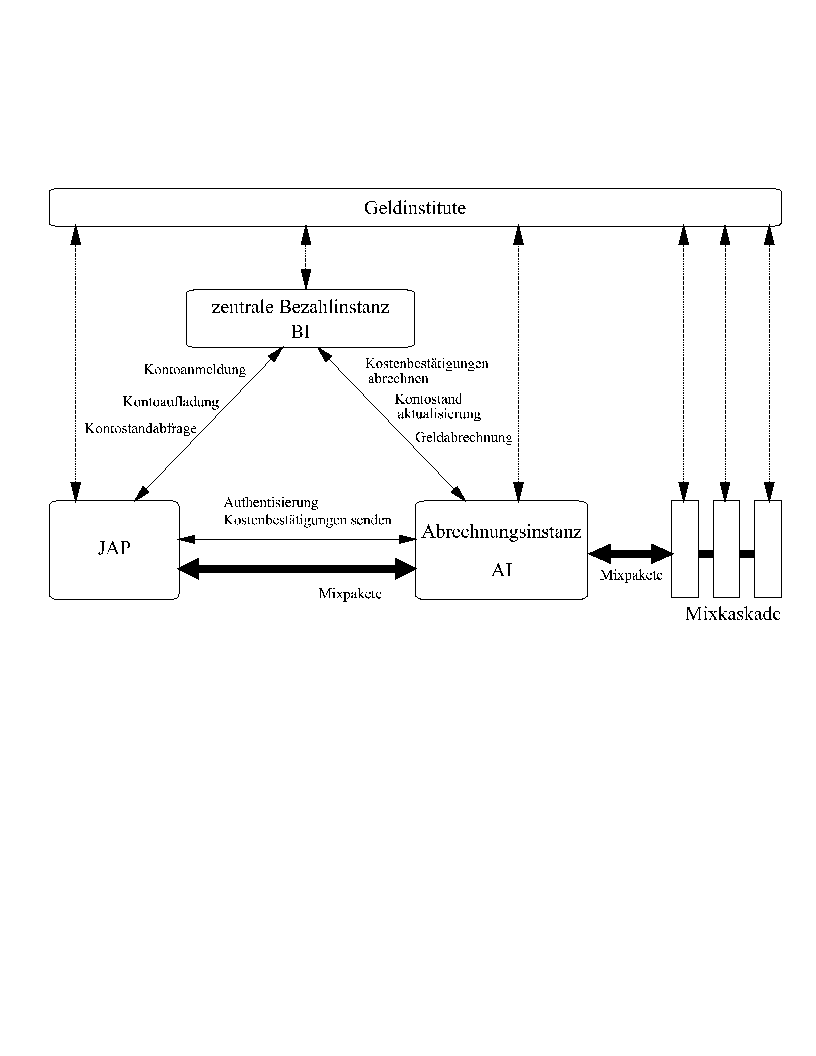 Geldinstitute
zentrale Bezahlinstanz
BI
Kontoanmeldung
Kontoaufladung
Kontostandabfrage
Kostenbestätigungen
abrechnen
Kontostand
aktualisierung
Geldabrechnung
JAP
Authentisierung
Kostenbestätigungen senden
Mixpakete
Abrechnungsinstanz
AI
Mixpakete
Mixkaskade